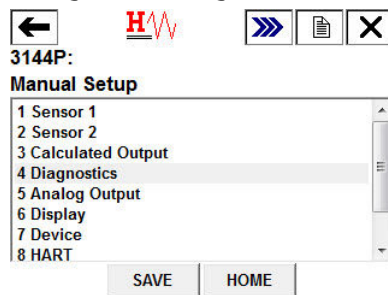 H
3144P:
Manual Setup
1 Sensor 1
2 Sensor 2
3 Calculated Output
4 Diagnostics
5 Analog Output
6 Display
7 Device
8 HART
SAVE HOME